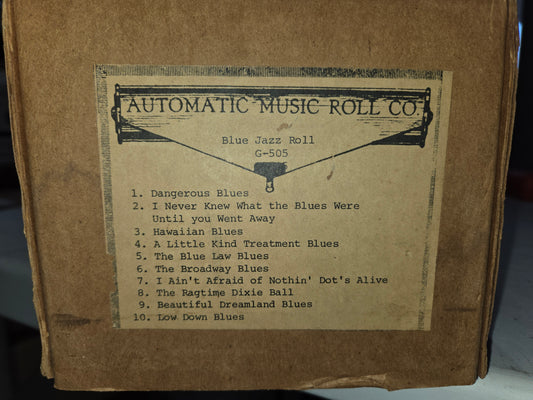 AUTOMATIC MUSIC ROLL CO.
Blue Jazz Roll
G-505
1. Dangerous Blues
2. I Never Knew What the Blues Were
Until you Went Away
3. Hawaiian Blues
4. A Little Kind Treatment Blues
5. The Blue Law Blues
6. The Broadway Blues
7. I Ain't Afraid of Nothin' Dot's Alive
8. The Ragtime Dixie Ball
9. Beautiful Dreamland Blues
10. Low Down Blues